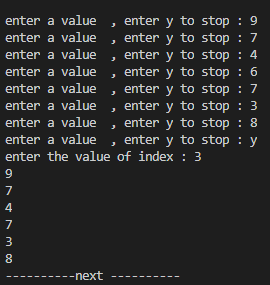 enter a value  , enter y to stop : 9
enter a value  , enter y to stop : 7
enter a value  , enter y to stop : 4
enter a value  , enter y to stop : 6
enter a value  , enter y to stop : 7
enter a value  , enter y to stop : 3
enter a value  , enter y to stop : 8
enter a value  , enter y to stop : y
enter the value of index : 3
9
7
4
7
3
8
----------next ----------